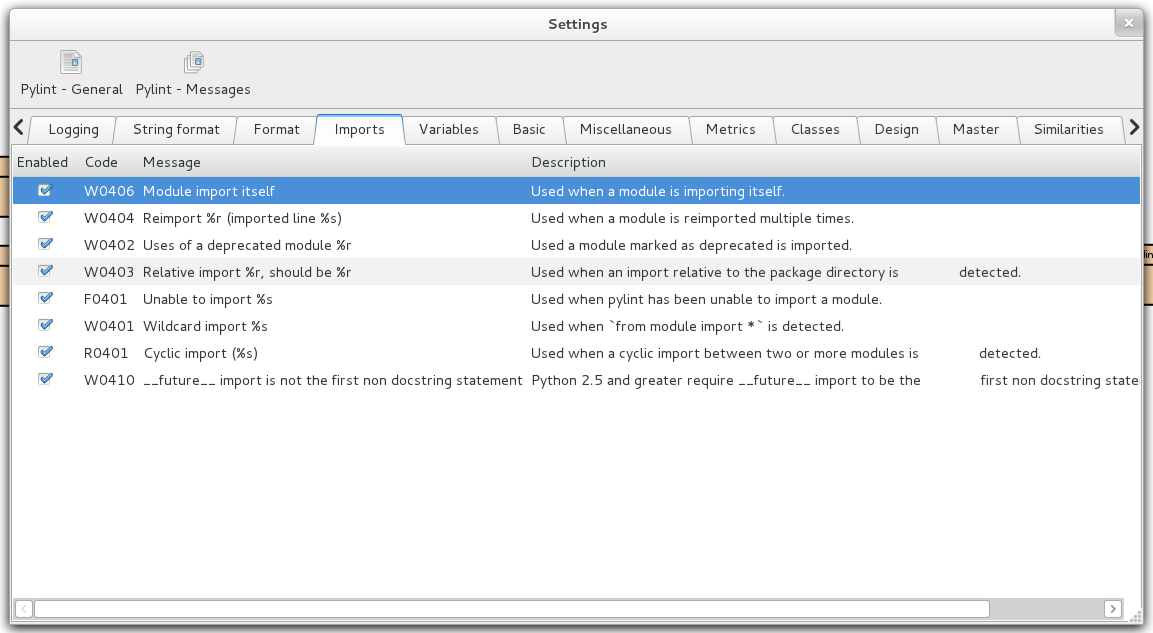 Settings
Pylint - General Pylint - Messages
Logging String format Format Imports Variables Basic Miscellaneous Metrics Classes Design Master Similarities
Enabled Code Message Description
W0406 Module import itself Used when a module is importing itself.
W0404 Reimport %r (imported line %s) Used when a module is reimported multiple times.
W0402 Uses of a deprecated module %r Used a module marked as deprecated is imported.
W0403 Relative import %r, should be %r Used when an import relative to the package directory is detected.
F0401 Unable to import %s Used when pylint has been unable to import a module.
W0401 Wildcard import %s Used when `from module import *` is detected.
R0401 Cyclic import (%s) Used when a cyclic import between two or more modules is detected.
W0410 __future__ import is not the first non docstring statement Python 2.5 and greater require __future__ import to be the first non docstring state